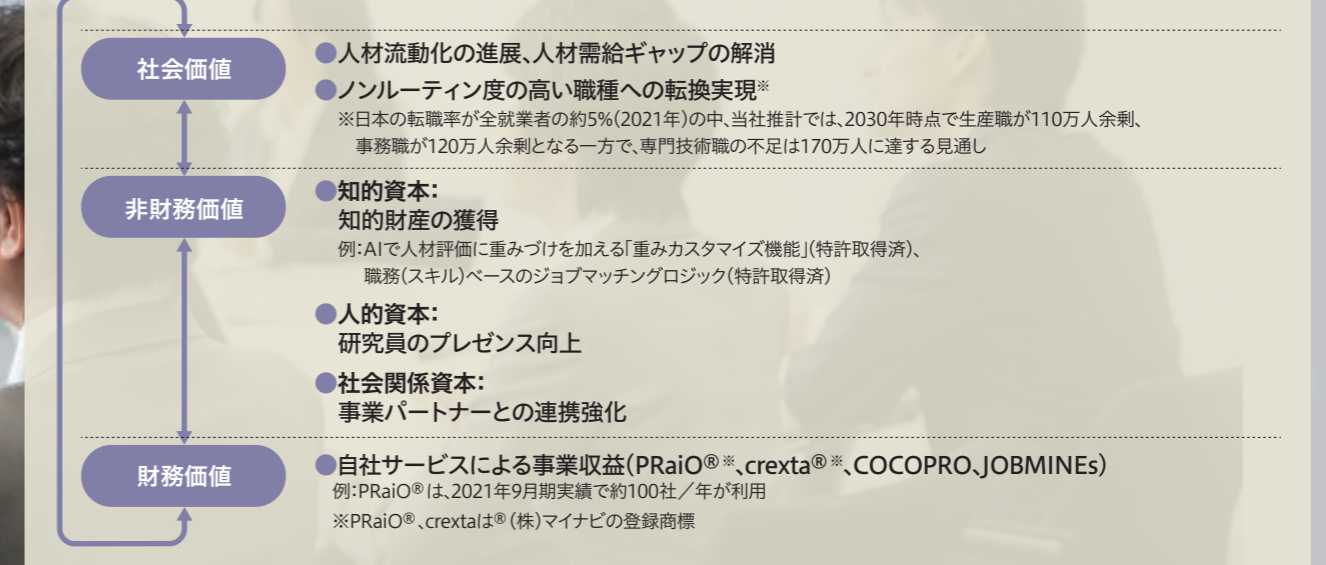 社会価値
●人材流動化の進展、人材需給ギャップの解消
●ノンルーティン度の高い職種への転換実現※
※日本の転職率が全就業者の約5%(2021年)の中、当社推計では、2030年時点で生産職が110万人余剰、
事務職が120万人余剰となる一方で、専門技術職の不足は170万人に達する見通し
非財務価値
●知的資本：
知的財産の獲得
例：AIで人材評価に重みづけを加える「重みカスタマイズ機能」(特許取得済)、
職務(スキル)ベースのジョブマッチングロジック(特許取得済)
●人的資本：
研究員のプレゼンス向上
●社会関係資本：
事業パートナーとの連携強化
財務価値
●自社サービスによる事業収益(PRaiO®※、crexta®※、COCOPRO、JOBMINEs)
例：PRaiO®は、2021年9月期実績で約100社／年が利用
※PRaiO®、crextaは®(株)マイナビの登録商標